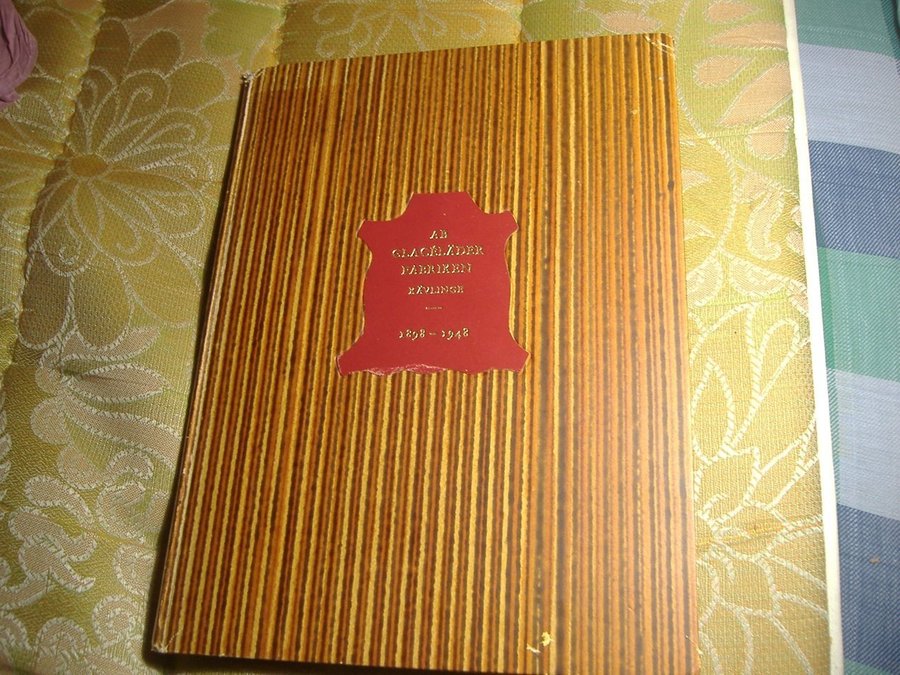 AB
GLACÉLÄDER
FABRIKEN
KÄVLINGE
1898 – 1948